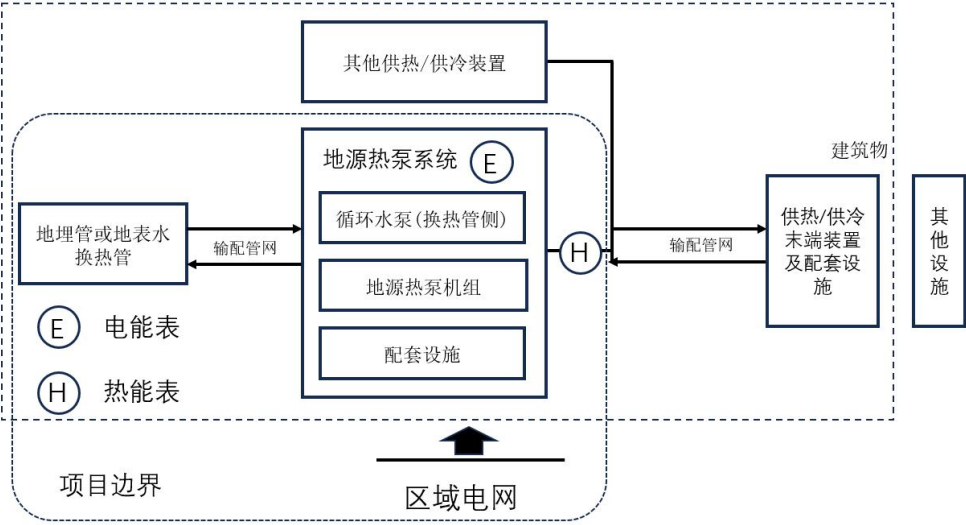 其他供热/供冷装置
建筑物
地源热泵系统
E
循环水泵(换热管侧)
地源热泵机组
配套设施
地埋管或地表水
换热管
输配管网
H
输配管网
供热/供冷
末端装置
及配套设
施
其
他
设
施
E
电能表
H
热能表
项目边界
区域电网